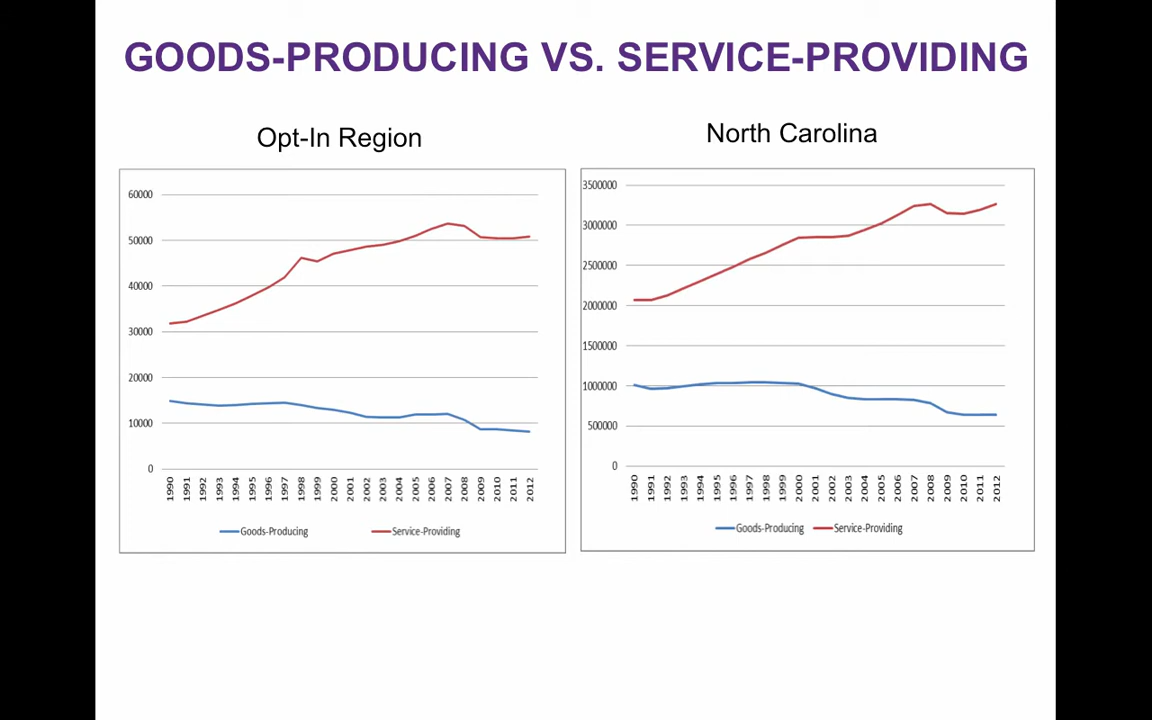 GOODS-PRODUCING VS. SERVICE-PROVIDING
Opt-In Region
60000
50000
40000
30000
20000
10000
0
1990 1991 1992 1993 1994 1995 1996 1997 1998 1999 2000 2001 2002 2003 2004 2005 2006 2007 2008 2009 2010 2011 2012
Goods-Producing Service-Providing
North Carolina
3500000
3000000
2500000
2000000
1500000
1000000
500000
0
1990 1991 1992 1993 1994 1995 1996 1997 1998 1999 2000 2001 2002 2003 2004 2005 2006 2007 2008 2009 2010 2011 2012
Goods-Producing Service-Providing